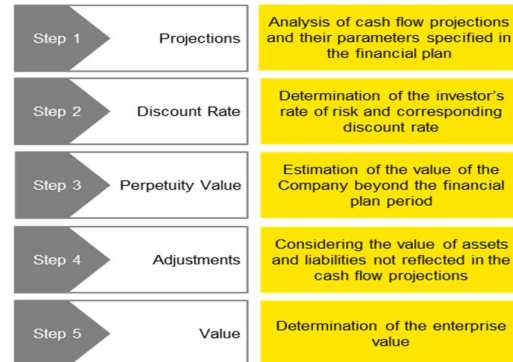 Step 1
Projections
Analysis of cash flow projections
and their parameters specified in
the financial plan
Step 2
Discount Rate
Determination of the investor's
rate of risk and corresponding
discount rate
Step 3
Perpetuity Value
Estimation of the value of the
Company beyond the financial
plan period
Step 4
Adjustments
Considering the value of assets
and liabilities not reflected in the
cash flow projections
Step 5
Value
Determination of the enterprise
value